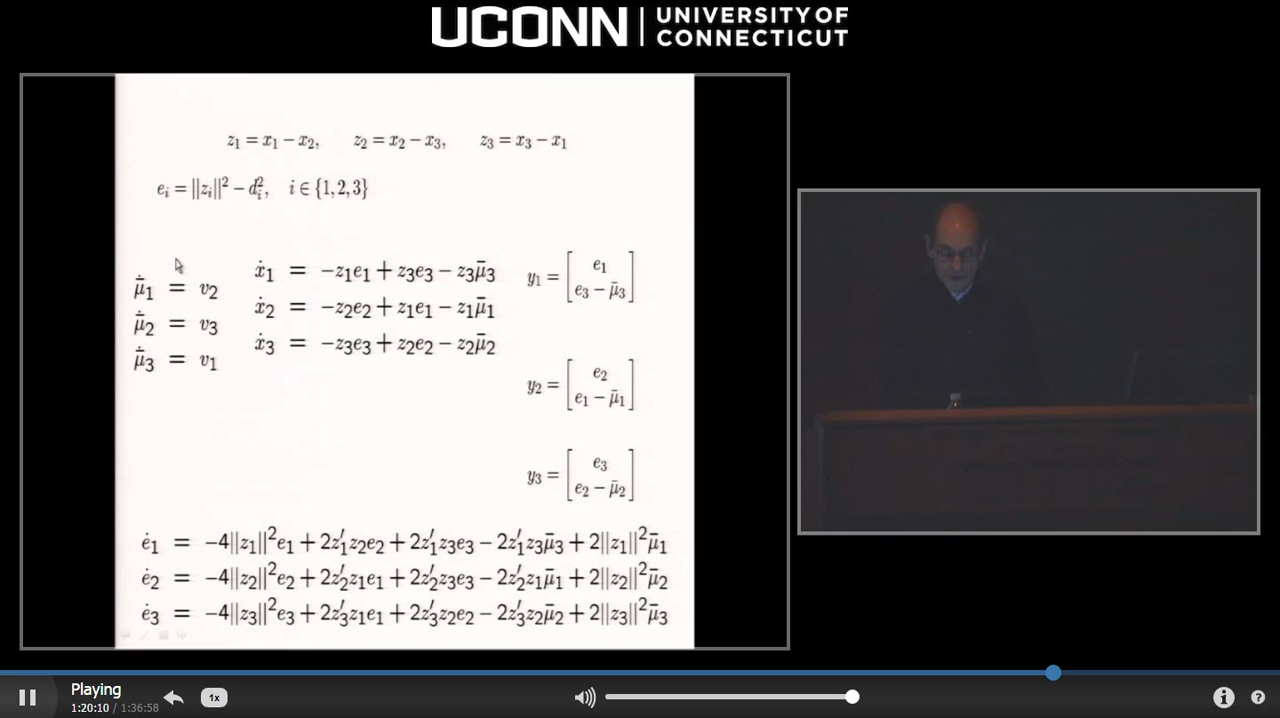 UCONN | UNIVERSITY OF CONNECTICUT
z₁ = x₁ − x₂, z₂ = x₂ − x₃, z₃ = x₃ − x₁
eᵢ = ||zᵢ||² − dᵢ², i ∈ {1,2,3}
μ̄̇₁ = v₂
μ̄̇₂ = v₃
μ̄̇₃ = v₁
ẋ₁ = −z₁e₁ + z₃e₃ − z₃μ̄₃
ẋ₂ = −z₂e₂ + z₁e₁ − z₁μ̄₁
ẋ₃ = −z₃e₃ + z₂e₂ − z₂μ̄₂
y₁ = [ e₁
e₃ − μ̄₃ ]
y₂ = [ e₂
e₁ − μ̄₁ ]
y₃ = [ e₃
e₂ − μ̄₂ ]
ė₁ = −4||z₁||²e₁ + 2z₁′z₂e₂ + 2z₁′z₃e₃ − 2z₁′z₃μ̄₃ + 2||z₁||²μ̄₁
ė₂ = −4||z₂||²e₂ + 2z₂′z₁e₁ + 2z₂′z₃e₃ − 2z₂′z₁μ̄₁ + 2||z₂||²μ̄₂
ė₃ = −4||z₃||²e₃ + 2z₃′z₁e₁ + 2z₃′z₂e₂ − 2z₃′z₂μ̄₂ + 2||z₃||²μ̄₃
Playing
1:20:10 / 1:36:58
1x